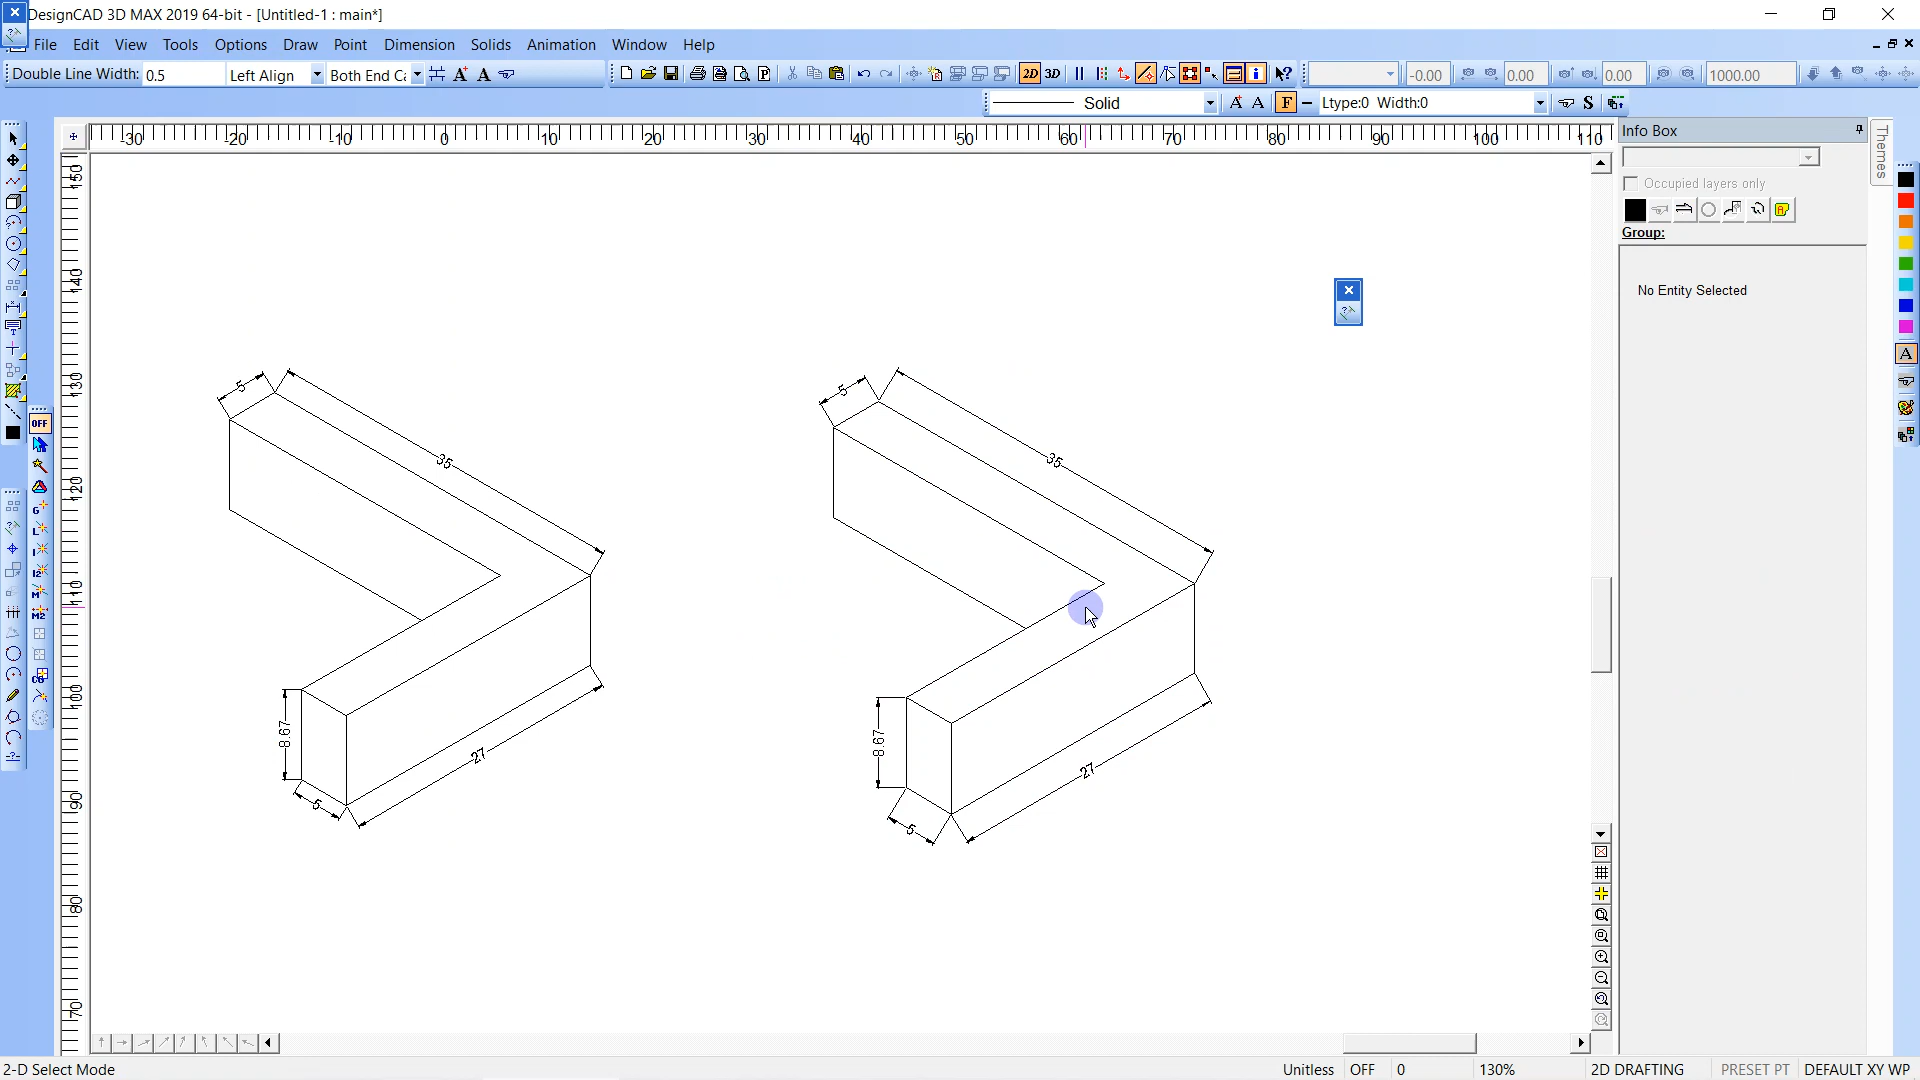 DesignCAD 3D MAX 2019 64-bit - [Untitled-1 : main*]
File Edit View Tools Options Draw Point Dimension Solids Animation Window Help
Double Line Width: 0.5 Left Align Both End Ca 2D 3D -0.00 0.00 0.00 1000.00
Solid F Ltype:0 Width:0 S
-30 -20 -10 0 10 20 30 40 50 60 70 80 90 100 110
Info Box
Themes
Occupied layers only
Group:
No Entity Selected
150
140
130
120
110
100
90
80
70
OFF
5
35
8.67
5
27
5
35
8.67
5
27
2-D Select Mode Unitless OFF 0 130% 2D DRAFTING PRESET PT DEFAULT XY WP